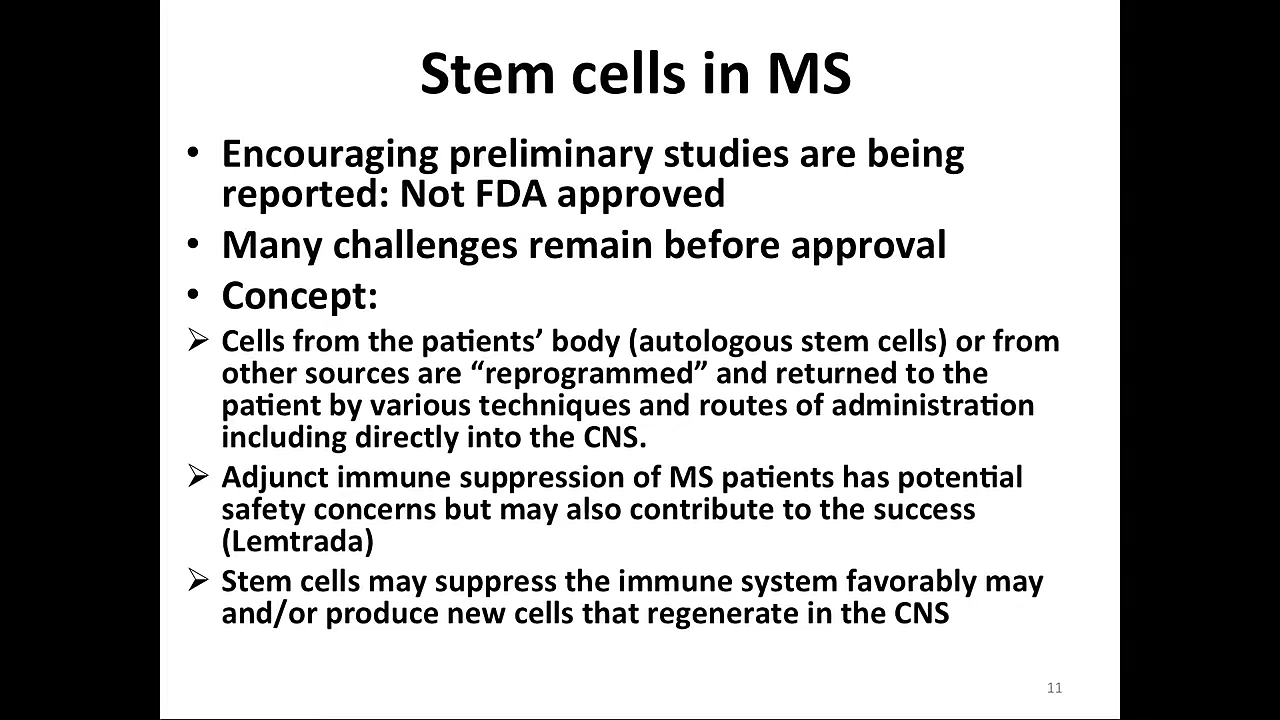 Stem cells in MS
• Encouraging preliminary studies are being
reported: Not FDA approved
• Many challenges remain before approval
• Concept:
➢ Cells from the patients’ body (autologous stem cells) or from
other sources are “reprogrammed” and returned to the
patient by various techniques and routes of administration
including directly into the CNS.
➢ Adjunct immune suppression of MS patients has potential
safety concerns but may also contribute to the success
(Lemtrada)
➢ Stem cells may suppress the immune system favorably may
and/or produce new cells that regenerate in the CNS
11